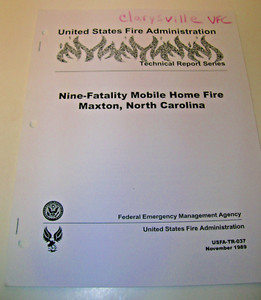 Clarysville VFC
United States Fire Administration
Technical Report Series
Nine-Fatality Mobile Home Fire
Maxton, North Carolina
Federal Emergency Management Agency
United States Fire Administration
USFA-TR-037
November 1989